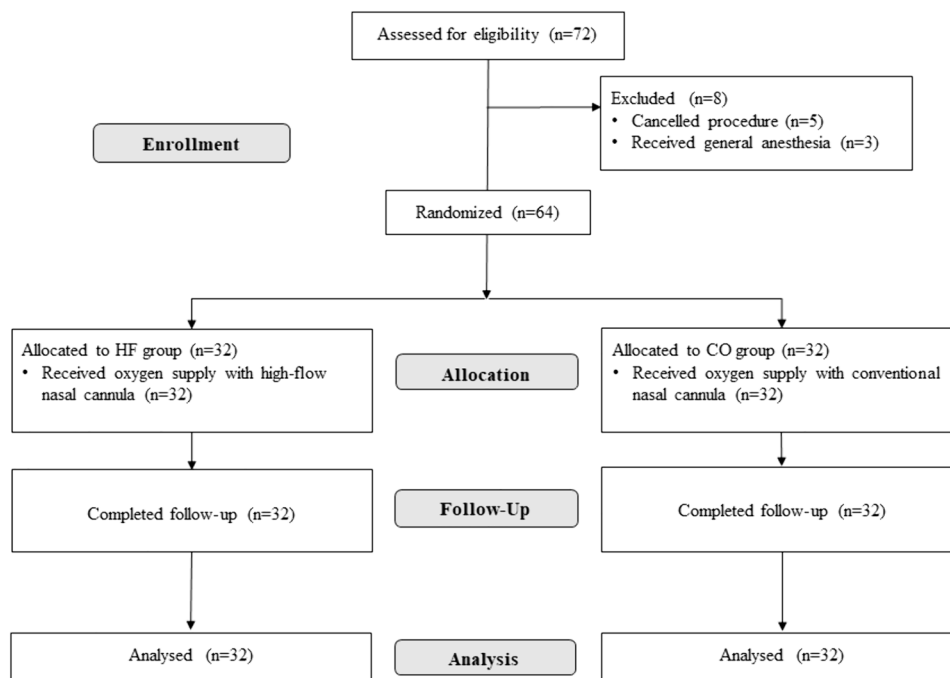 Assessed for eligibility (n=72)
Excluded (n=8)
• Cancelled procedure (n=5)
• Received general anesthesia (n=3)
Enrollment
Randomized (n=64)
Allocated to HF group (n=32)
• Received oxygen supply with high-flow
nasal cannula (n=32)
Allocation
Allocated to CO group (n=32)
• Received oxygen supply with conventional
nasal cannula (n=32)
Completed follow-up (n=32)
Follow-Up
Completed follow-up (n=32)
Analysed (n=32)
Analysis
Analysed (n=32)